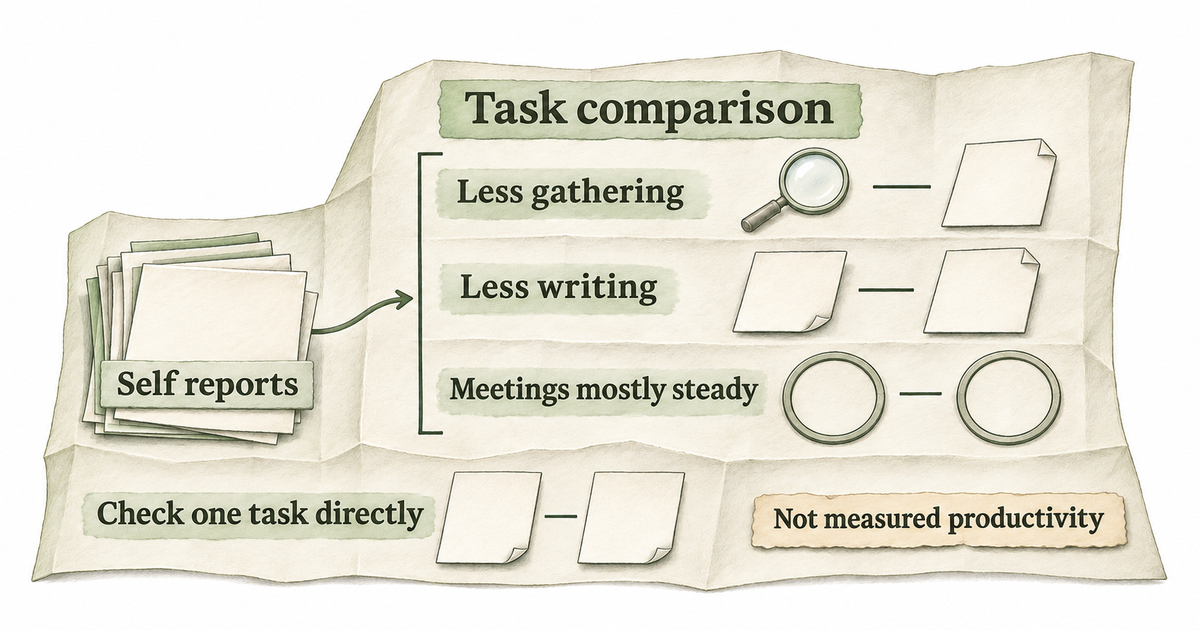 Task comparison
Less gathering
Less writing
Self reports
Meetings mostly steady
Check one task directly
Not measured productivity